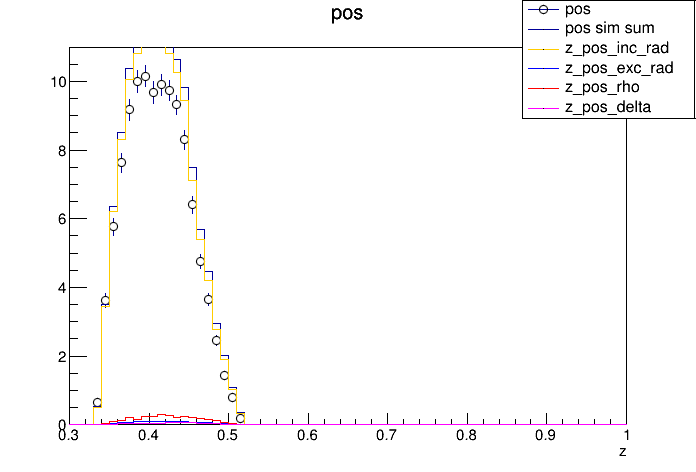 pos
pos
pos sim sum
z_pos_inc_rad
z_pos_exc_rad
z_pos_rho
z_pos_delta
10
8
6
4
2
0
0.3 0.4 0.5 0.6 0.7 0.8 0.9 1
z